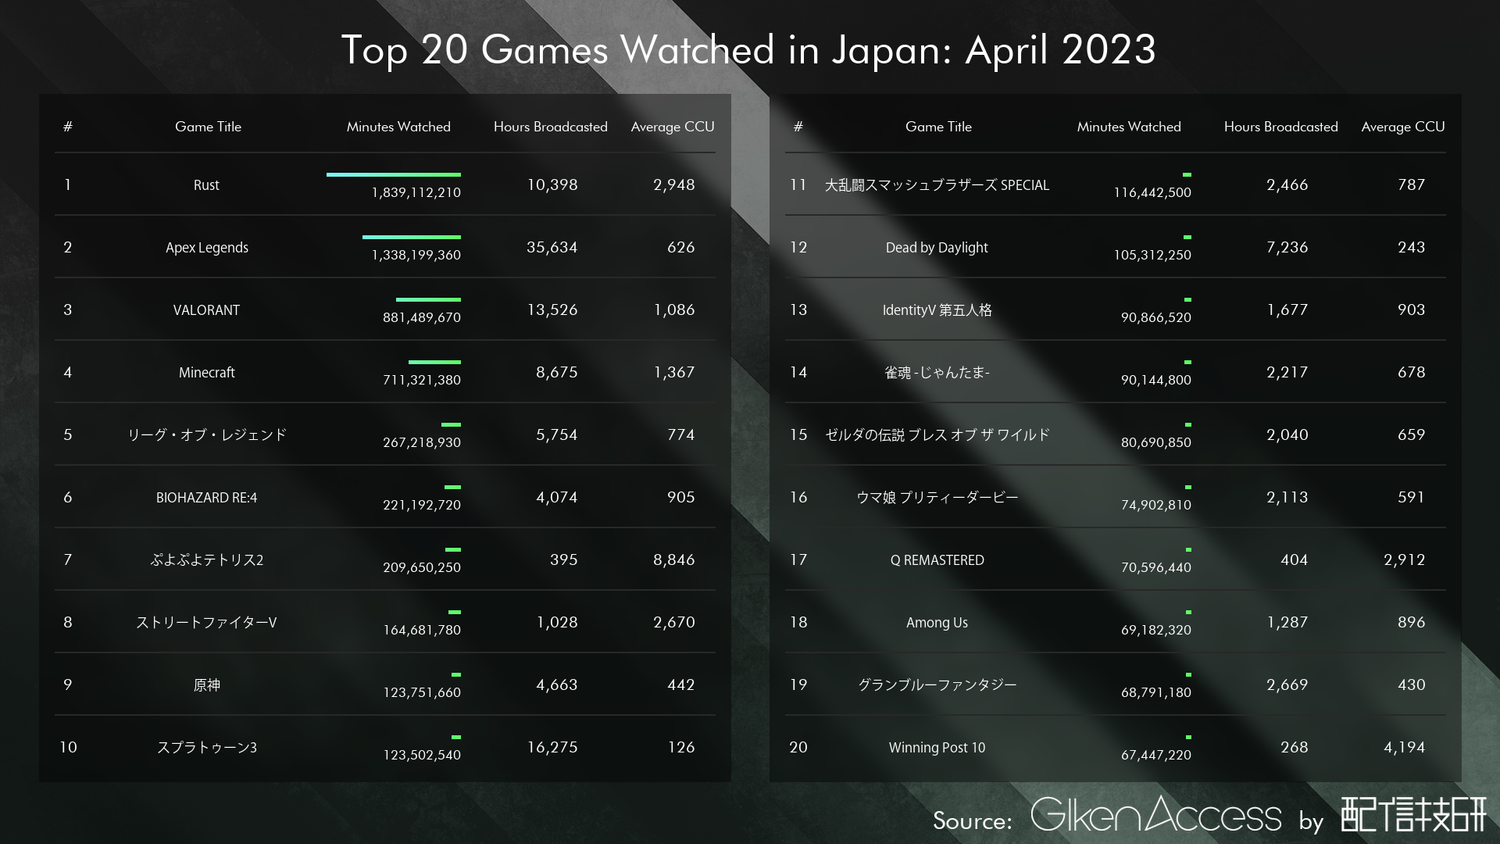 Top 20 Games Watched in Japan: April 2023
# Game Title Minutes Watched Hours Broadcasted Average CCU
1 Rust 1,839,112,210 10,398 2,948
2 Apex Legends 1,338,199,360 35,634 626
3 VALORANT 881,489,670 13,526 1,086
4 Minecraft 711,321,380 8,675 1,367
5 リーグ・オブ・レジェンド 267,218,930 5,754 774
6 BIOHAZARD RE:4 221,192,720 4,074 905
7 ぷよぷよテトリス2 209,650,250 395 8,846
8 ストリートファイターV 164,681,780 1,028 2,670
9 原神 123,751,660 4,663 442
10 スプラトゥーン3 123,502,540 16,275 126
# Game Title Minutes Watched Hours Broadcasted Average CCU
11 大乱闘スマッシュブラザーズ SPECIAL 116,442,500 2,466 787
12 Dead by Daylight 105,312,250 7,236 243
13 IdentityV 第五人格 90,866,520 1,677 903
14 雀魂 -じゃんたま- 90,144,800 2,217 678
15 ゼルダの伝説 ブレス オブ ザ ワイルド 80,690,850 2,040 659
16 ウマ娘 プリティーダービー 74,902,810 2,113 591
17 Q REMASTERED 70,596,440 404 2,912
18 Among Us 69,182,320 1,287 896
19 グランブルーファンタジー 68,791,180 2,669 430
20 Winning Post 10 67,447,220 268 4,194
Source: GIkenAccess by 配信技研